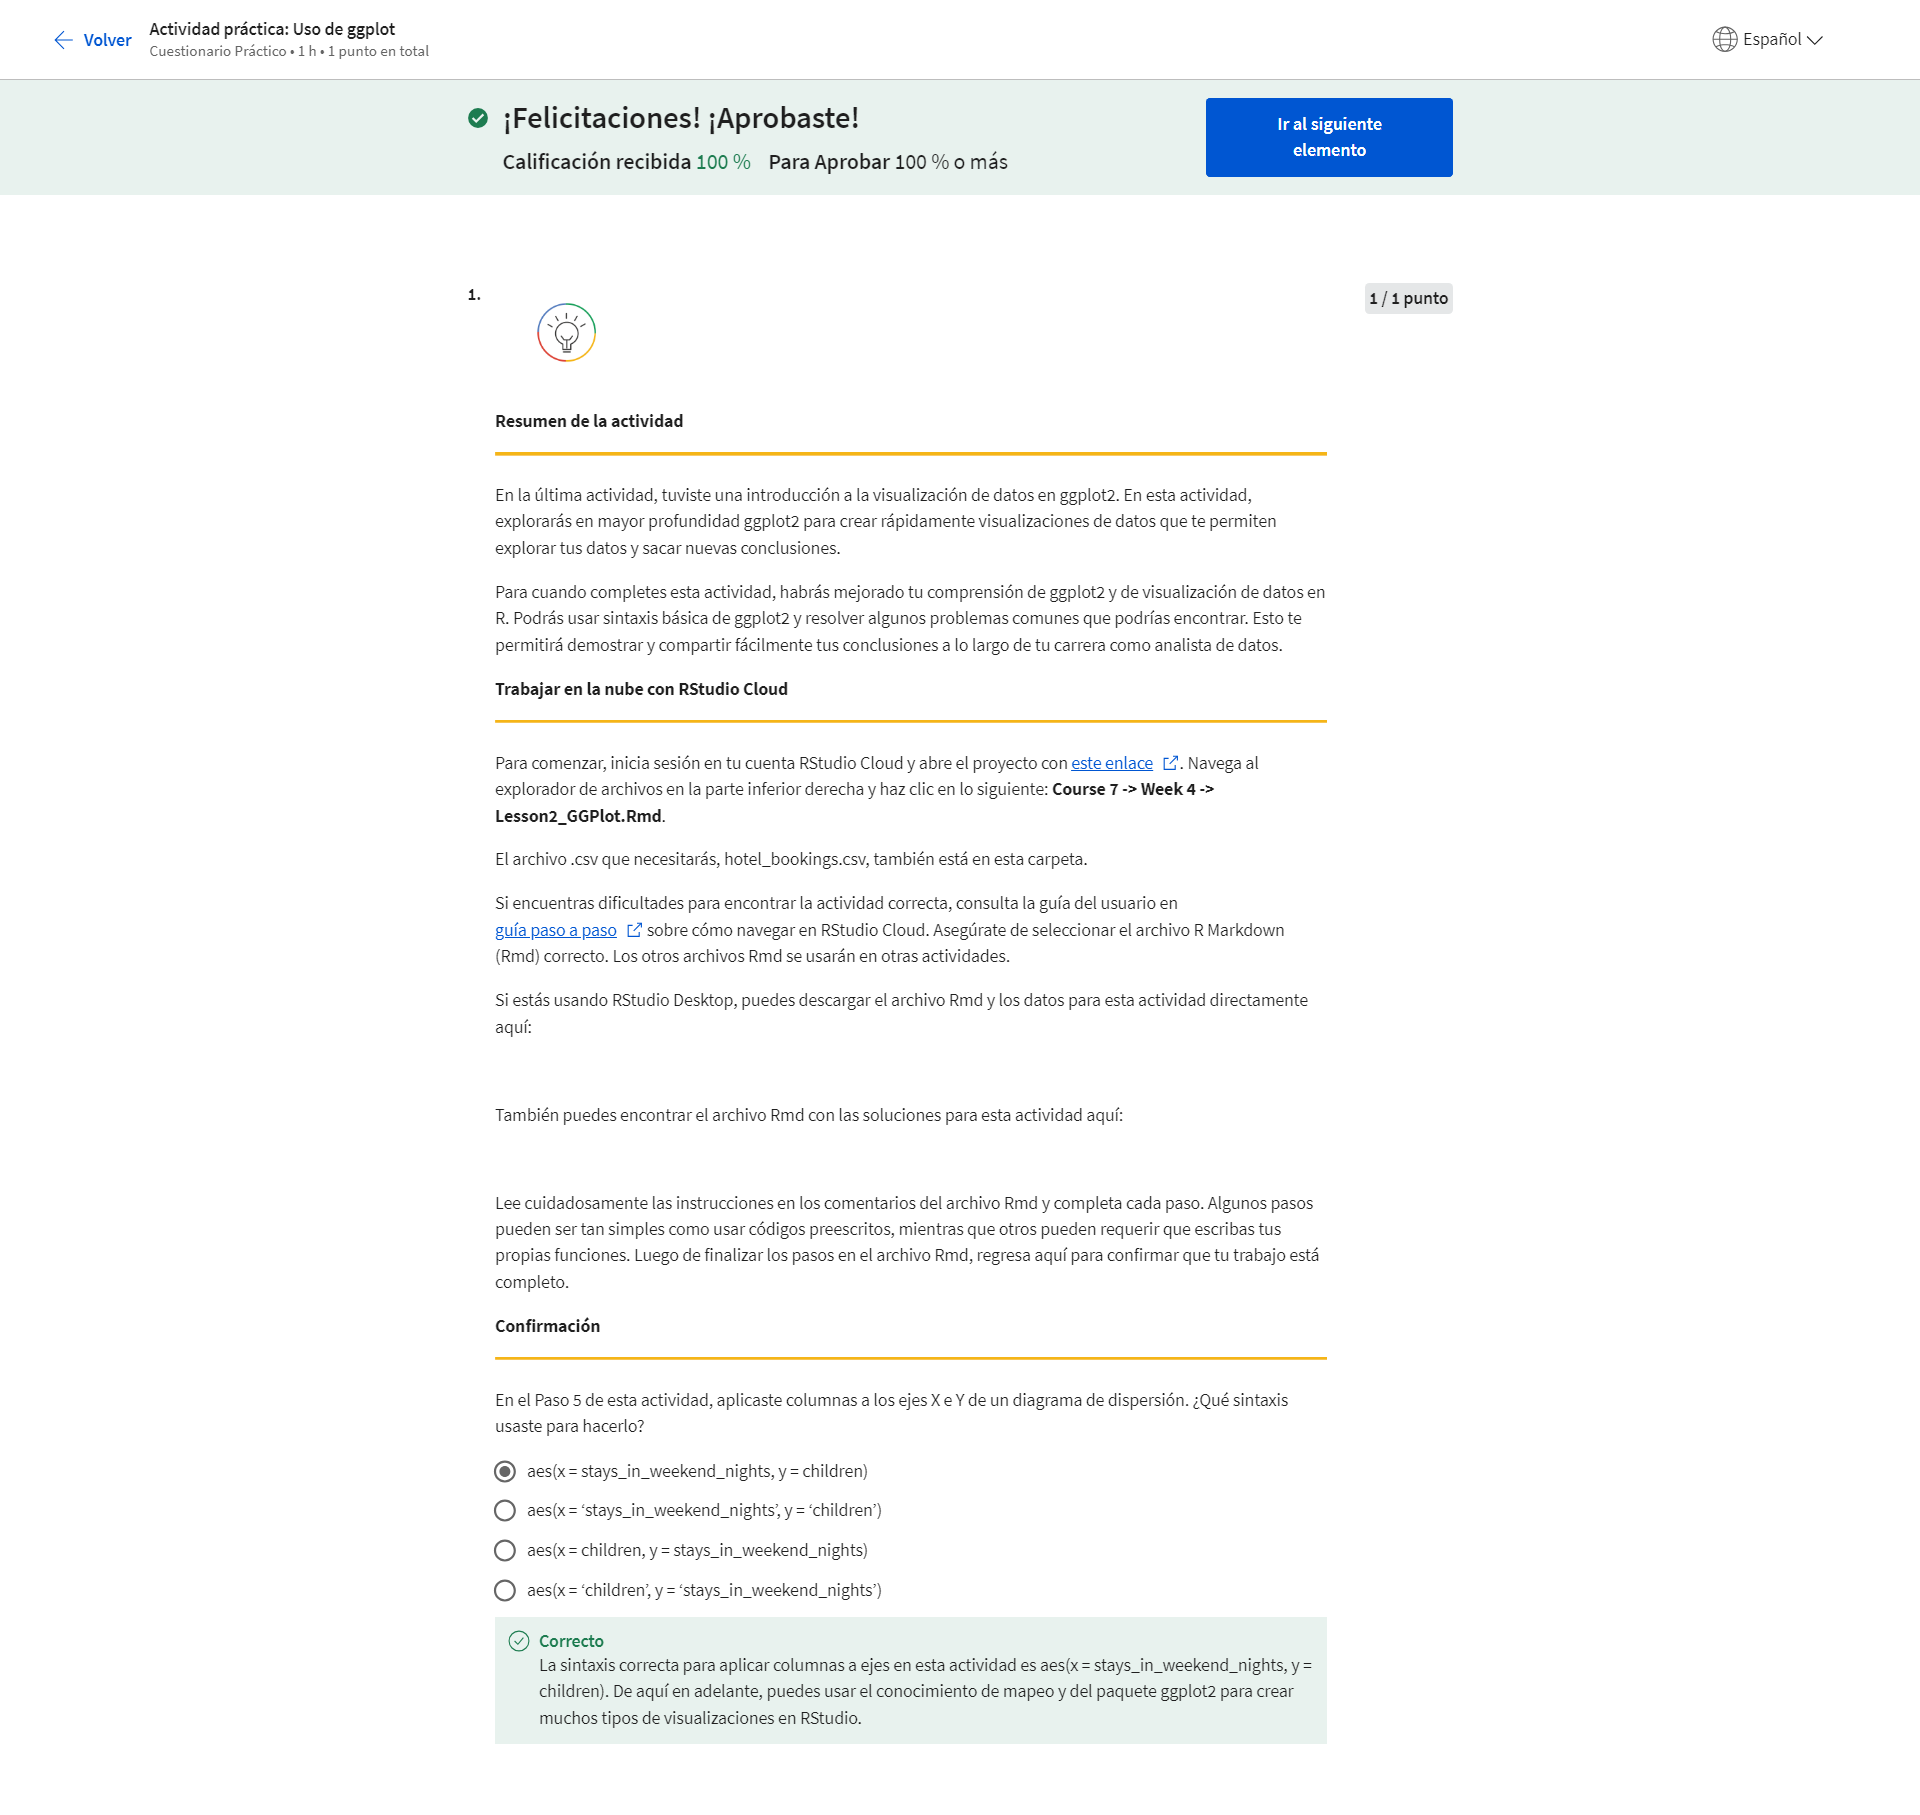 Volver
Actividad práctica: Uso de ggplot
Cuestionario Práctico • 1 h • 1 punto en total
Español
¡Felicitaciones! ¡Aprobaste!
Calificación recibida 100 % Para Aprobar 100 % o más
Ir al siguiente
elemento
1.
1 / 1 punto
Resumen de la actividad
En la última actividad, tuviste una introducción a la visualización de datos en ggplot2. En esta actividad,
explorarás en mayor profundidad ggplot2 para crear rápidamente visualizaciones de datos que te permiten
explorar tus datos y sacar nuevas conclusiones.
Para cuando completes esta actividad, habrás mejorado tu comprensión de ggplot2 y de visualización de datos en
R. Podrás usar sintaxis básica de ggplot2 y resolver algunos problemas comunes que podrías encontrar. Esto te
permitirá demostrar y compartir fácilmente tus conclusiones a lo largo de tu carrera como analista de datos.
Trabajar en la nube con RStudio Cloud
Para comenzar, inicia sesión en tu cuenta RStudio Cloud y abre el proyecto con este enlace . Navega al
explorador de archivos en la parte inferior derecha y haz clic en lo siguiente: Course 7 -> Week 4 ->
Lesson2_GGPlot.Rmd.
El archivo .csv que necesitarás, hotel_bookings.csv, también está en esta carpeta.
Si encuentras dificultades para encontrar la actividad correcta, consulta la guía del usuario en
guía paso a paso sobre cómo navegar en RStudio Cloud. Asegúrate de seleccionar el archivo R Markdown
(Rmd) correcto. Los otros archivos Rmd se usarán en otras actividades.
Si estás usando RStudio Desktop, puedes descargar el archivo Rmd y los datos para esta actividad directamente
aquí:
También puedes encontrar el archivo Rmd con las soluciones para esta actividad aquí:
Lee cuidadosamente las instrucciones en los comentarios del archivo Rmd y completa cada paso. Algunos pasos
pueden ser tan simples como usar códigos preescritos, mientras que otros pueden requerir que escribas tus
propias funciones. Luego de finalizar los pasos en el archivo Rmd, regresa aquí para confirmar que tu trabajo está
completo.
Confirmación
En el Paso 5 de esta actividad, aplicaste columnas a los ejes X e Y de un diagrama de dispersión. ¿Qué sintaxis
usaste para hacerlo?
aes(x = stays_in_weekend_nights, y = children)
aes(x = ‘stays_in_weekend_nights’, y = ‘children’)
aes(x = children, y = stays_in_weekend_nights)
aes(x = ‘children’, y = ‘stays_in_weekend_nights’)
Correcto
La sintaxis correcta para aplicar columnas a ejes en esta actividad es aes(x = stays_in_weekend_nights, y =
children). De aquí en adelante, puedes usar el conocimiento de mapeo y del paquete ggplot2 para crear
muchos tipos de visualizaciones en RStudio.